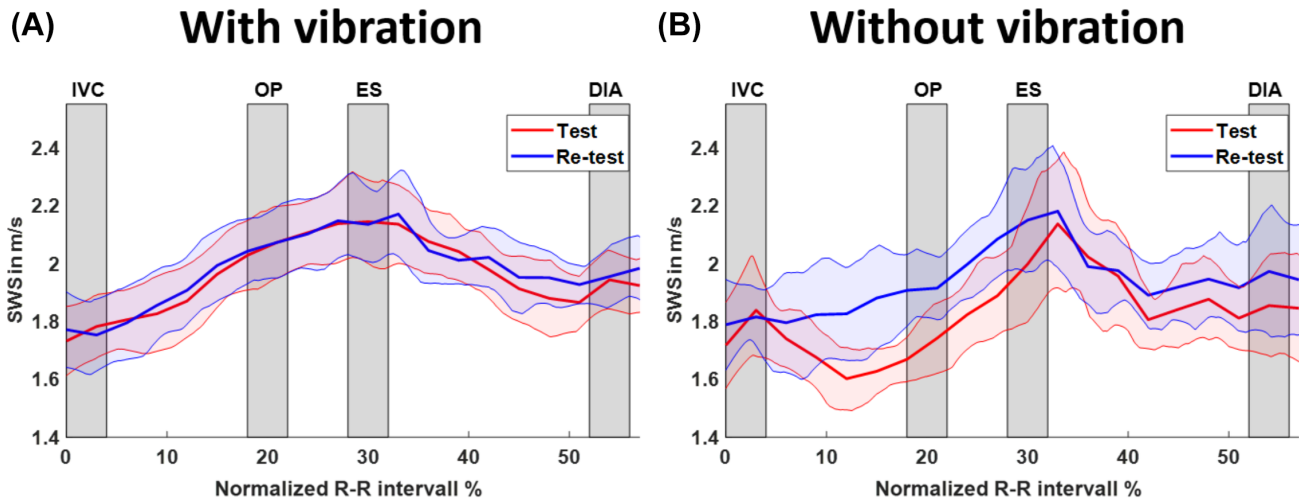 (A) With vibration
IVC OP ES DIA
Test
Re-test
2.4
2.2
2
1.8
1.6
1.4
SWS in m/s
0 10 20 30 40 50
Normalized R-R intervall %
(B) Without vibration
IVC OP ES DIA
Test
Re-test
2.4
2.2
2
1.8
1.6
1.4
SWS in m/s
0 10 20 30 40 50
Normalized R-R intervall %